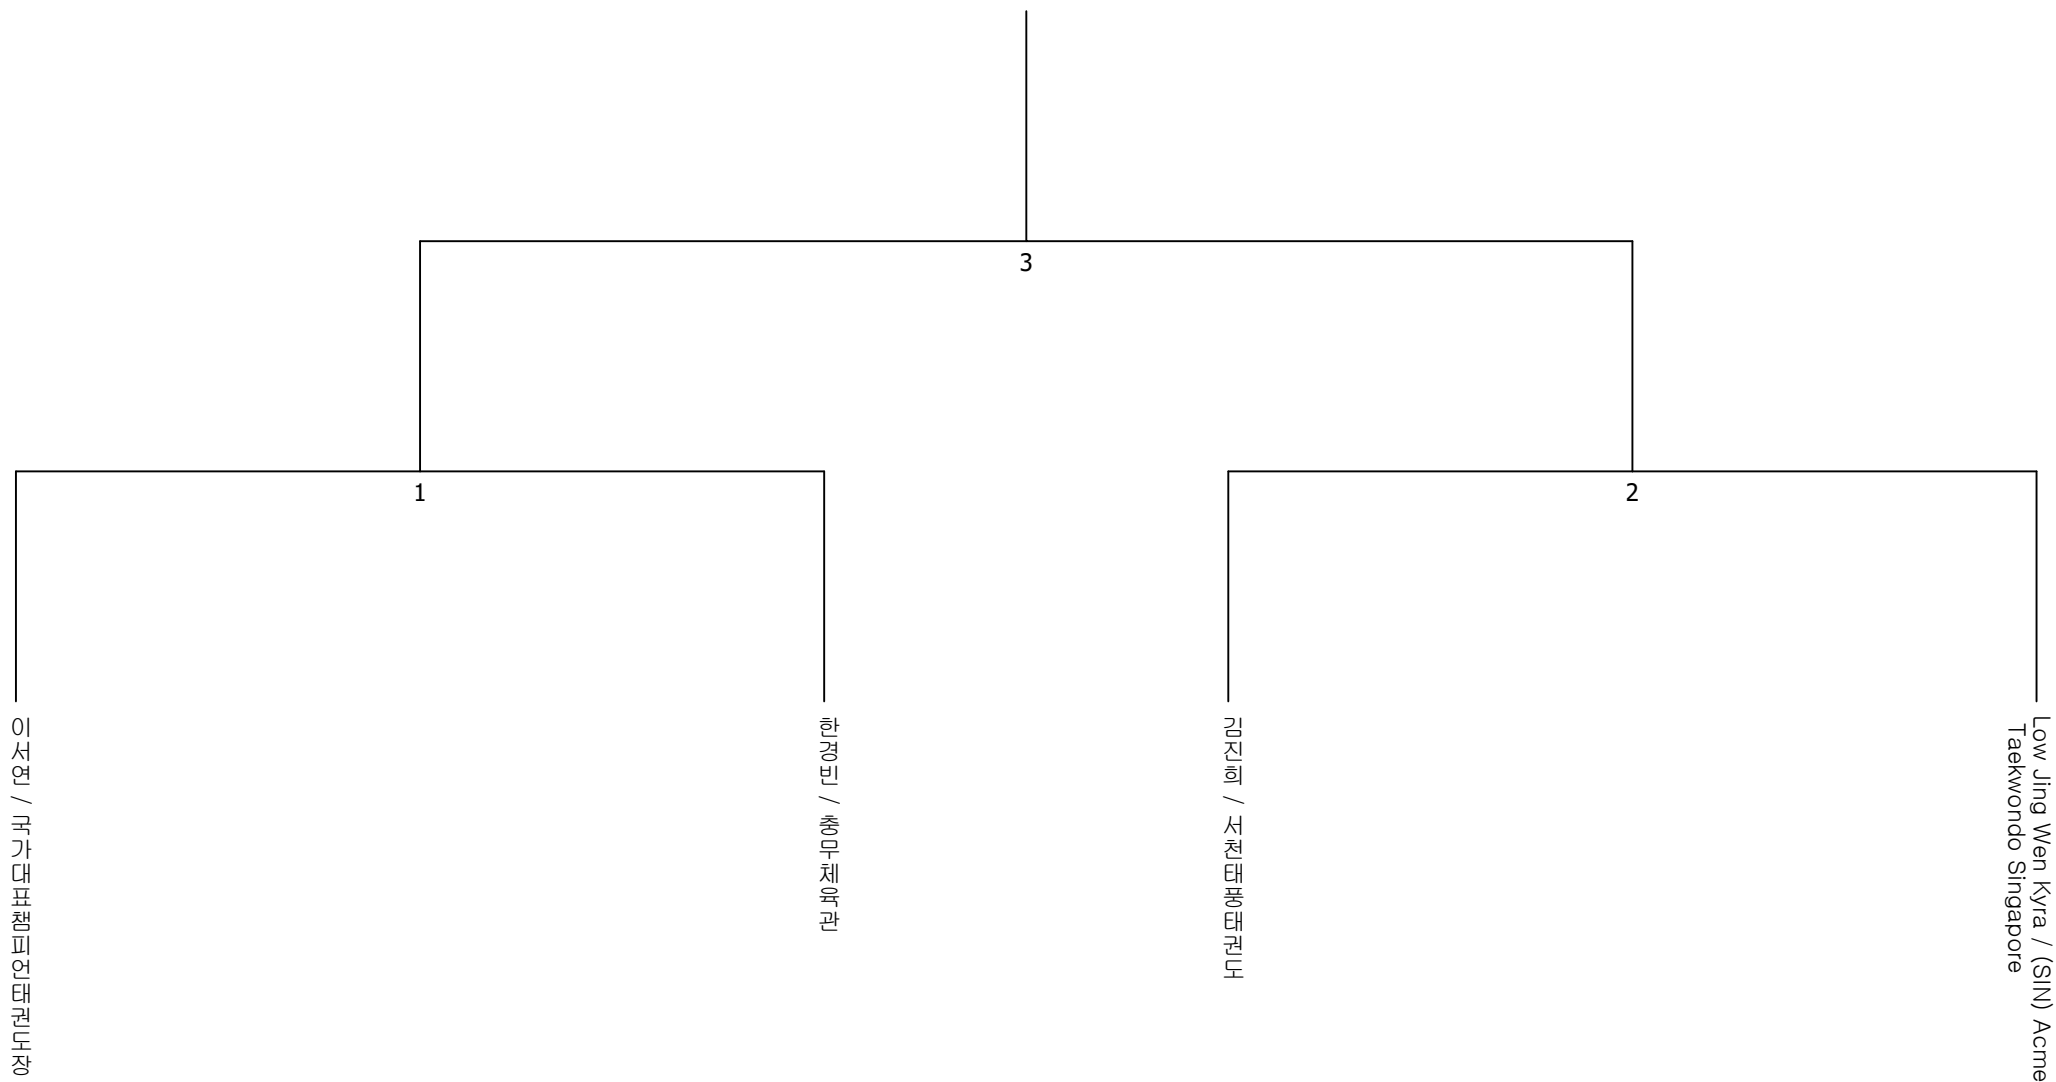 3
1
2
이서연 / 국가대표챔피언태권도장
한경빈 / 충무체육관
김진희 / 서천태풍태권도
Low Jing Wen Kyra / (SIN) Acme
Taekwondo Singapore